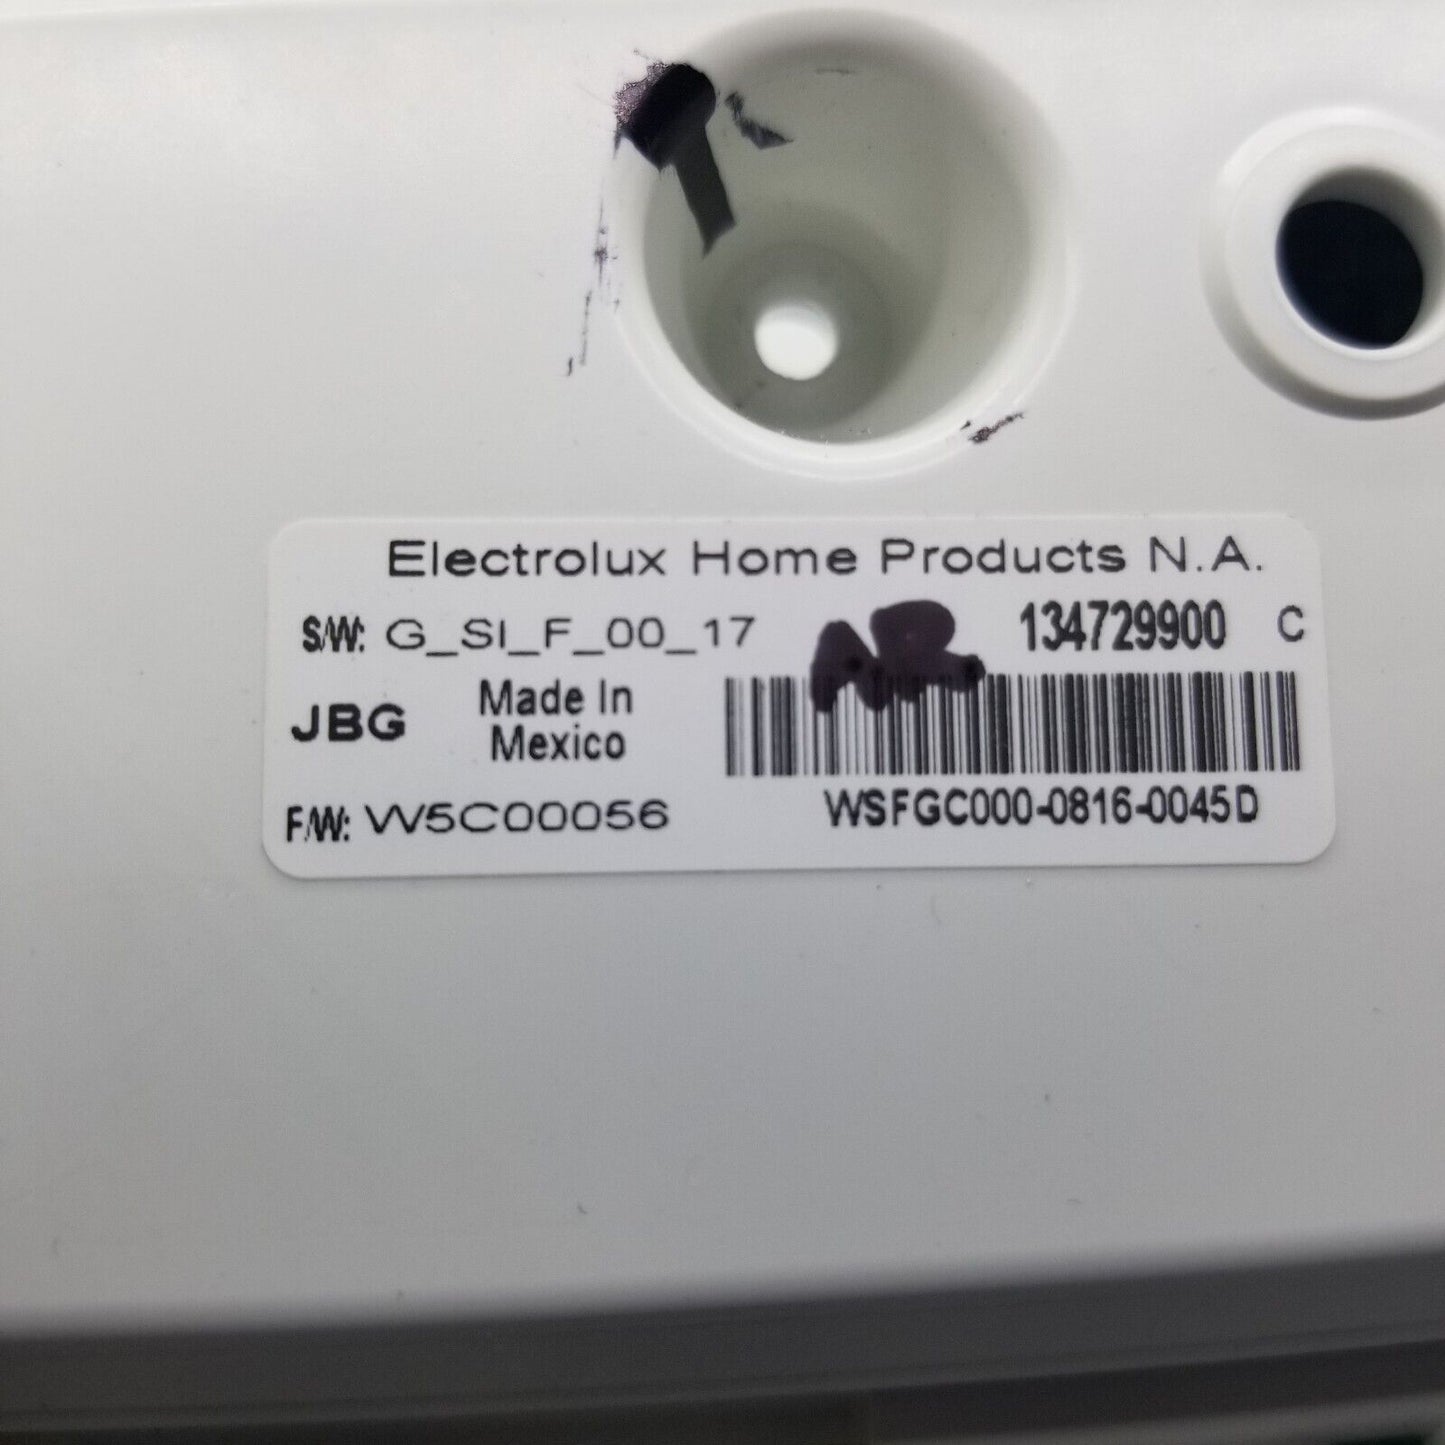 Electrolux Home Products N.A.
S/W: G_SI_F_00_17 134729900 C
JBG Made In
Mexico
F/W: W5C00056 WSFGC000-0816-0045D